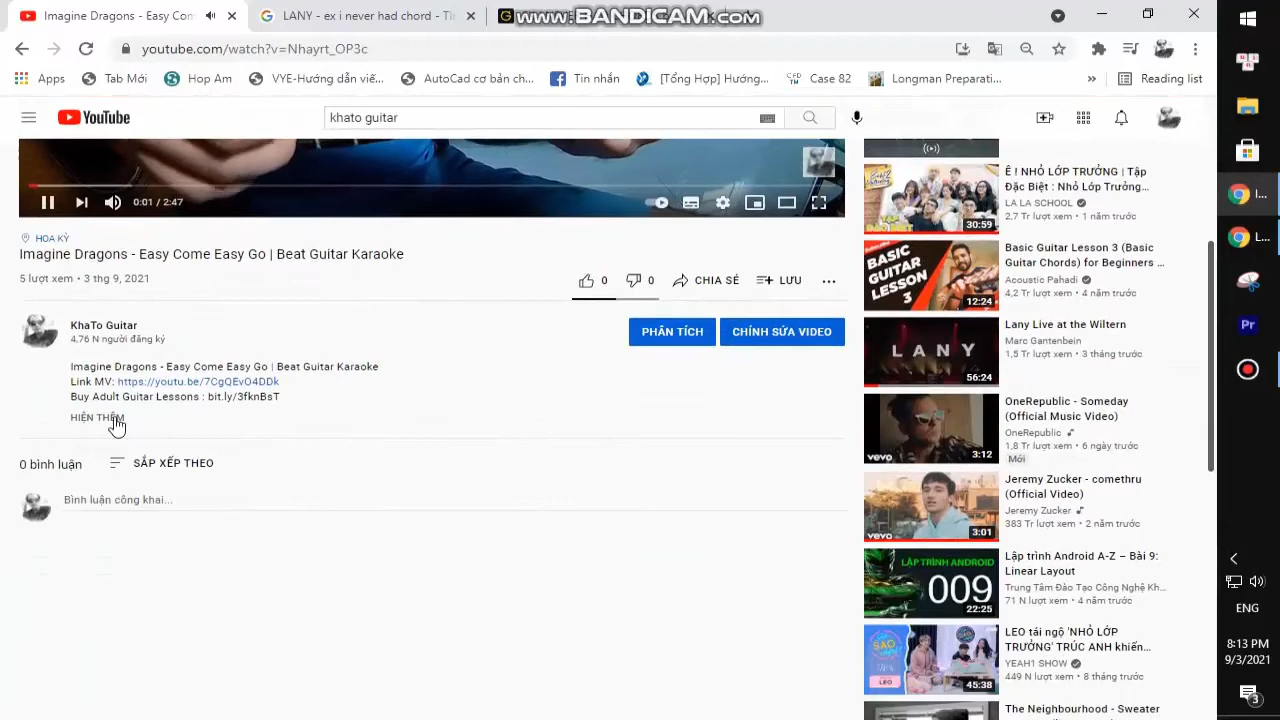 Imagine Dragons - Easy Com
LANY - ex i never had chord - T
www.BANDICAM.com
youtube.com/watch?v=Nhayrt_OP3c
Apps
Tab Mới
Hop Am
VYE-Hướng dẫn viế...
AutoCad cơ bản ch...
Tin nhắn
[Tổng Hợp] Hướng...
Case 82
Longman Preparati...
»
Reading list
YouTube
khato guitar
0:01 / 2:47
HOA KỲ
Imagine Dragons - Easy Come Easy Go | Beat Guitar Karaoke
5 lượt xem • 3 thg 9, 2021
0
0
CHIA SẺ
LƯU
KhaTo Guitar
4,76 N người đăng ký
PHÂN TÍCH
CHỈNH SỬA VIDEO
Imagine Dragons - Easy Come Easy Go | Beat Guitar Karaoke
Link MV: https://youtu.be/7CgQEvO4DDk
Buy Adult Guitar Lessons : bit.ly/3fknBsT
HIỆN THÊM
0 bình luận
SẮP XẾP THEO
Bình luận công khai...
30:59
Ê ! NHỎ LỚP TRƯỞNG | Tập
Đặc Biệt : Nhỏ Lớp Trưởng...
LA LA SCHOOL
2,7 Tr lượt xem • 1 năm trước
BASIC
GUITAR
LESSON
3
12:24
Basic Guitar Lesson 3 (Basic
Guitar Chords) for Beginners ...
Acoustic Pahadi
4,2 Tr lượt xem • 4 năm trước
LANY
56:24
Lany Live at the Wiltern
Marc Gantenbein
1,5 Tr lượt xem • 3 tháng trước
vevo
3:12
OneRepublic - Someday
(Official Music Video)
OneRepublic
1,8 Tr lượt xem • 6 ngày trước
Mới
vevo
3:01
Jeremy Zucker - comethru
(Official Video)
Jeremy Zucker
383 Tr lượt xem • 2 năm trước
LẬP TRÌNH ANDROID
009
22:25
Lập trình Android A-Z – Bài 9:
Linear Layout
Trung Tâm Đào Tạo Công Nghệ Kh...
71 N lượt xem • 4 năm trước
SAO
LEO
45:38
LEO tái ngộ 'NHỎ LỚP
TRƯỞNG' TRÚC ANH khiến...
YEAH1 SHOW
449 N lượt xem • 8 tháng trước
The Neighbourhood - Sweater
I...
L...
Pr
ENG
8:13 PM
9/3/2021
3